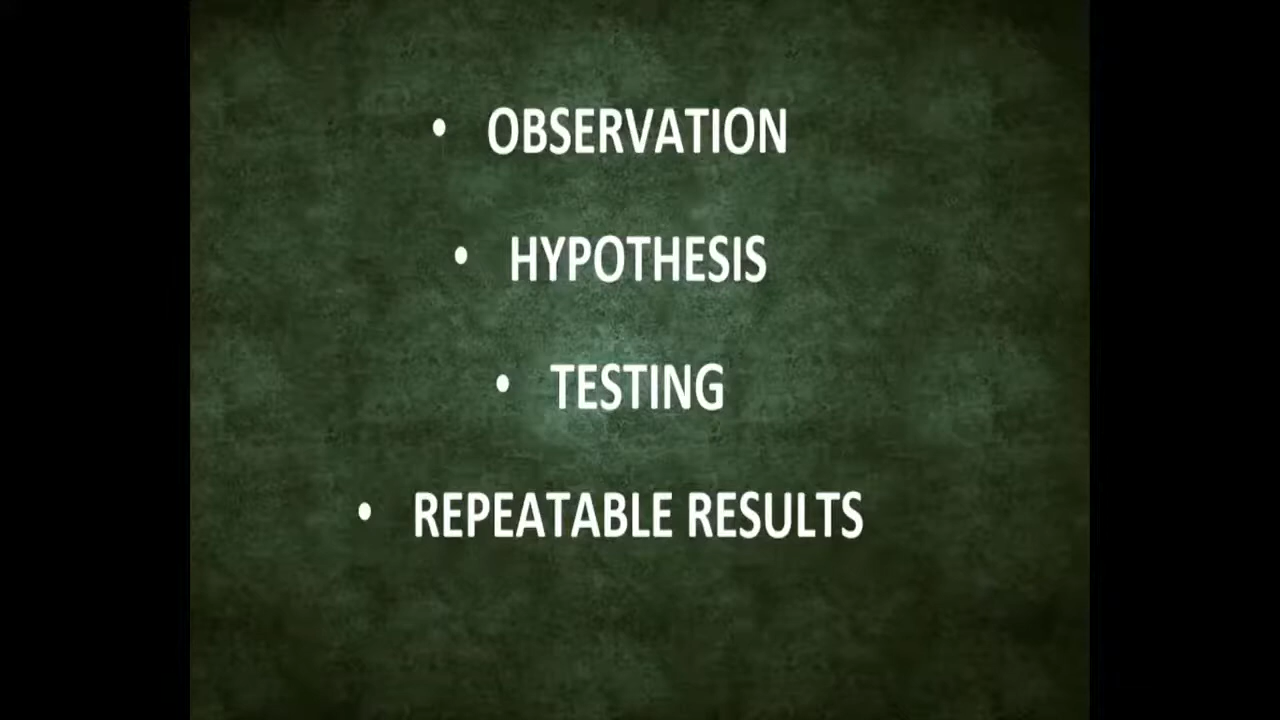 • OBSERVATION
• HYPOTHESIS
• TESTING
• REPEATABLE RESULTS